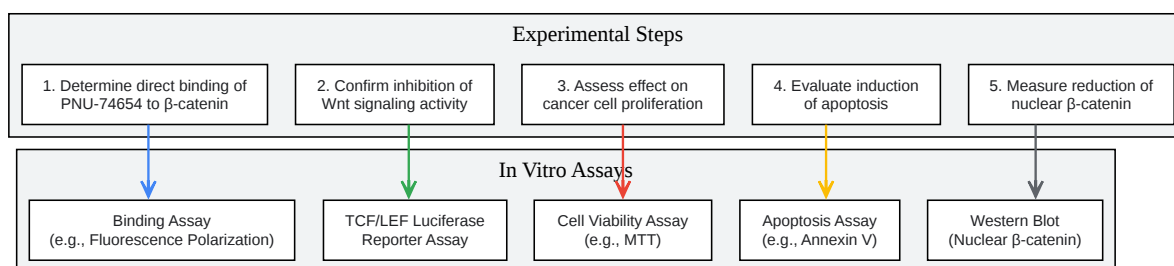 Experimental Steps
1. Determine direct binding of
PNU-74654 to β-catenin
2. Confirm inhibition of
Wnt signaling activity
3. Assess effect on
cancer cell proliferation
4. Evaluate induction
of apoptosis
5. Measure reduction of
nuclear β-catenin
In Vitro Assays
Binding Assay
(e.g., Fluorescence Polarization)
TCF/LEF Luciferase
Reporter Assay
Cell Viability Assay
(e.g., MTT)
Apoptosis Assay
(e.g., Annexin V)
Western Blot
(Nuclear β-catenin)